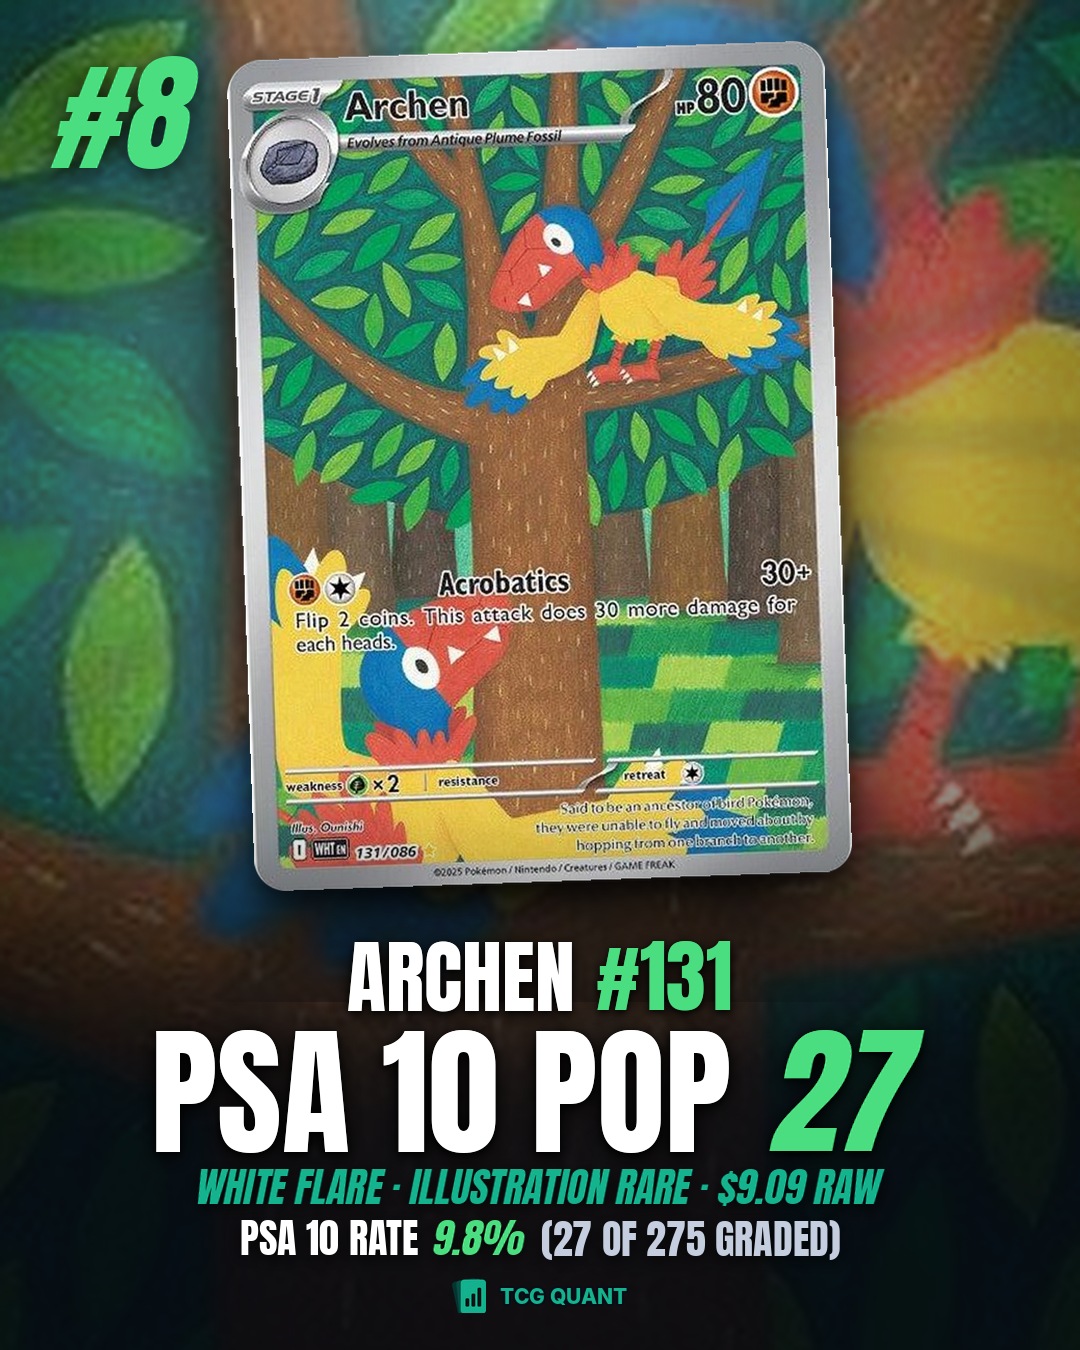 #8
STAGE1
Archen
HP80
Evolves from Antique Plume Fossil
Acrobatics
30+
Flip 2 coins. This attack does 30 more damage for
each heads.
weakness ×2
resistance
retreat
Said to be an ancestor of bird Pokémon,
they were unable to fly and moved about by
hopping from one branch to another.
Illus. Ounishi
I WHT EN 131/086
©2025 Pokémon / Nintendo / Creatures / GAME FREAK
ARCHEN #131
PSA 10 POP 27
WHITE FLARE · ILLUSTRATION RARE · $9.09 RAW
PSA 10 RATE 9.8% (27 OF 275 GRADED)
TCG QUANT